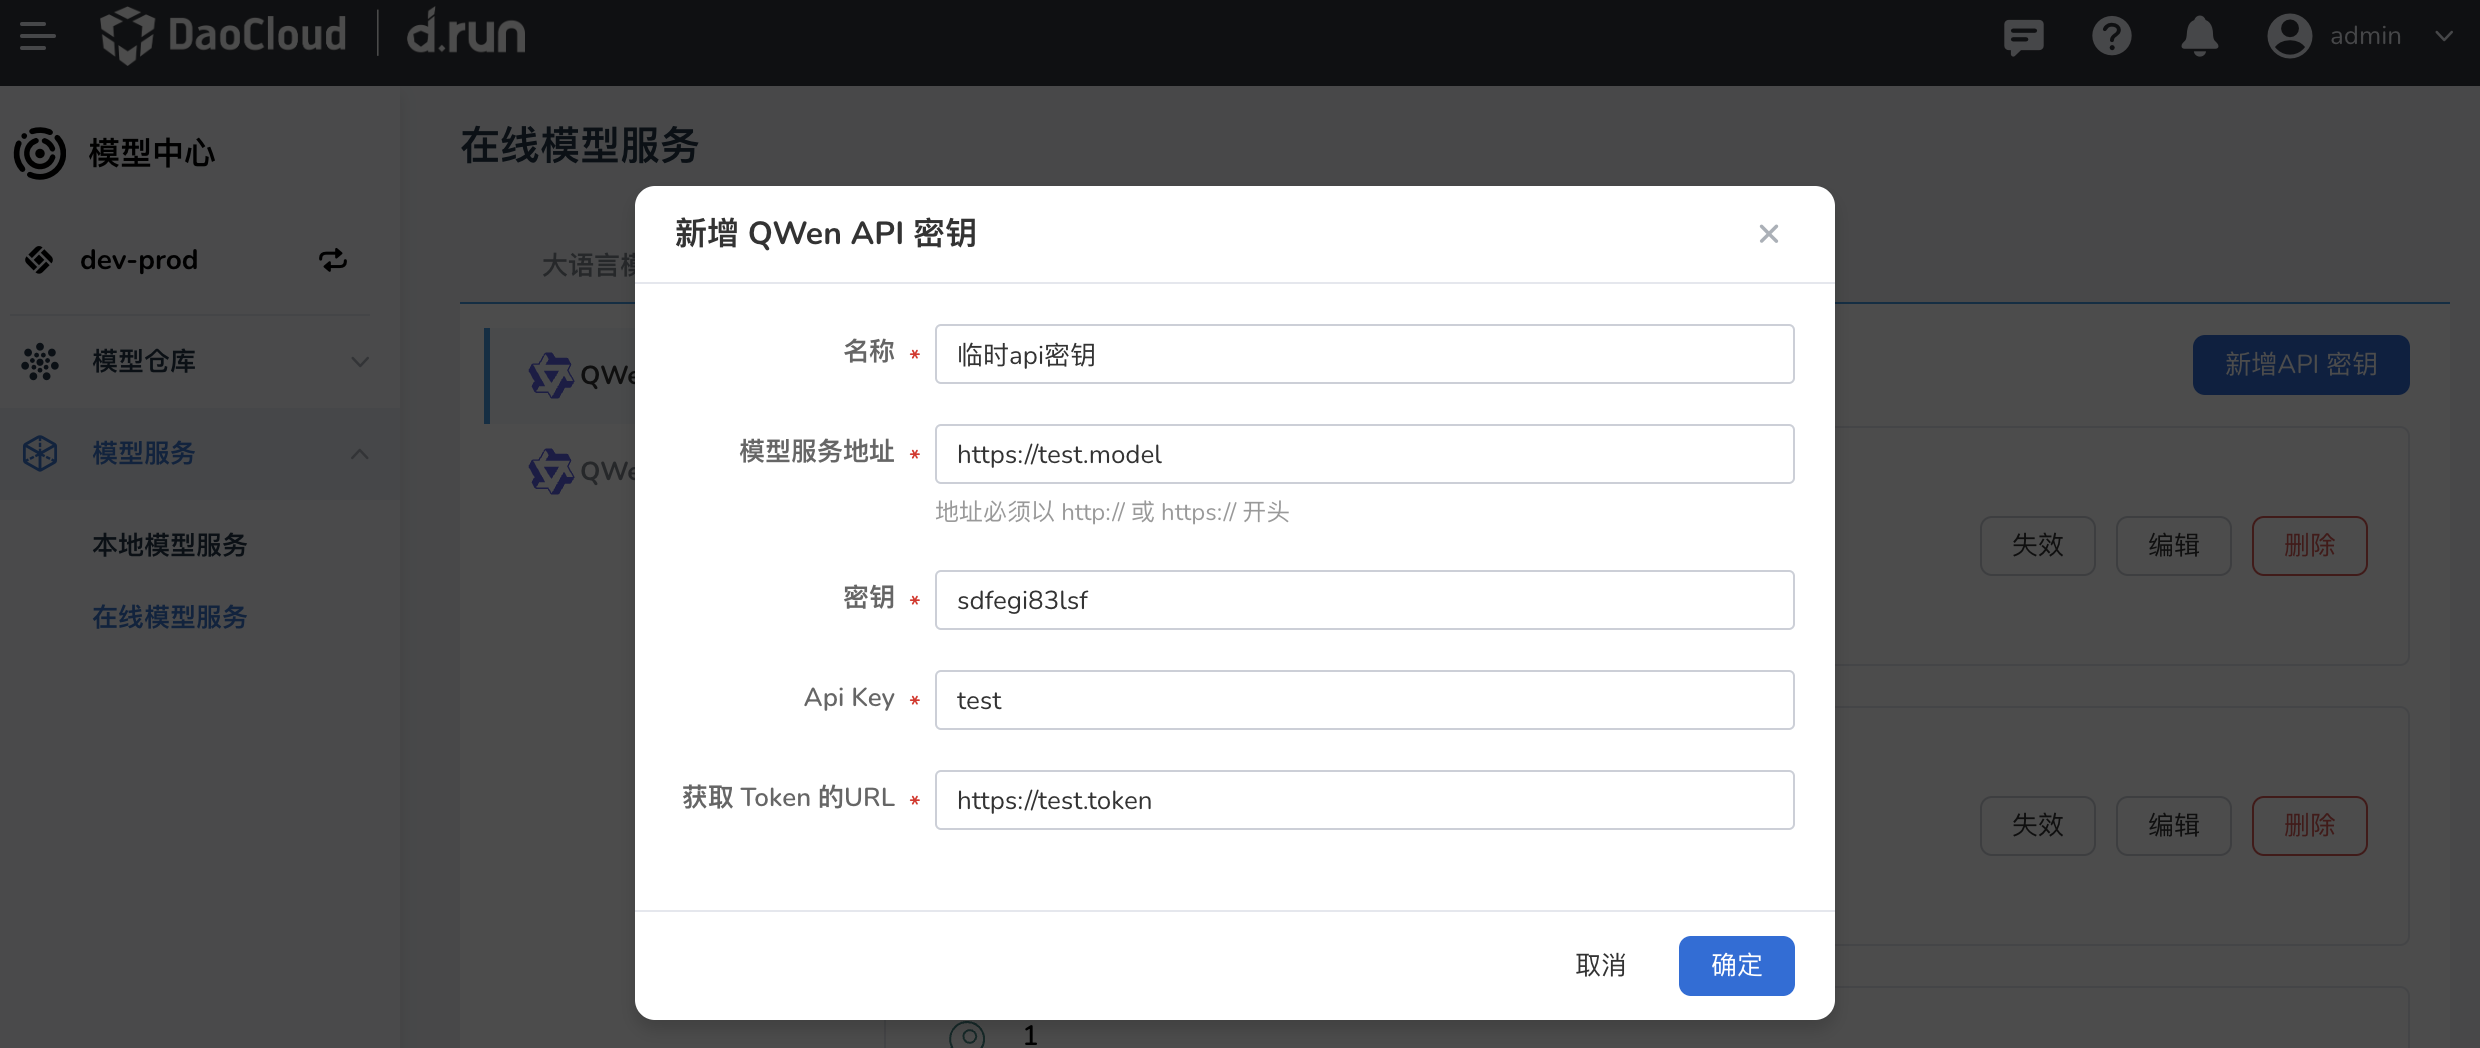 DaoCloud d.run
admin
模型中心
dev-prod
模型仓库
模型服务
本地模型服务
在线模型服务
在线模型服务
大语言
新增API 密钥
失效 编辑 删除
失效 编辑 删除
1
新增 QWen API 密钥
名称 * 临时api密钥
模型服务地址 * https://test.model
地址必须以 http:// 或 https:// 开头
密钥 * sdfegi83lsf
Api Key * test
获取 Token 的URL * https://test.token
取消 确定